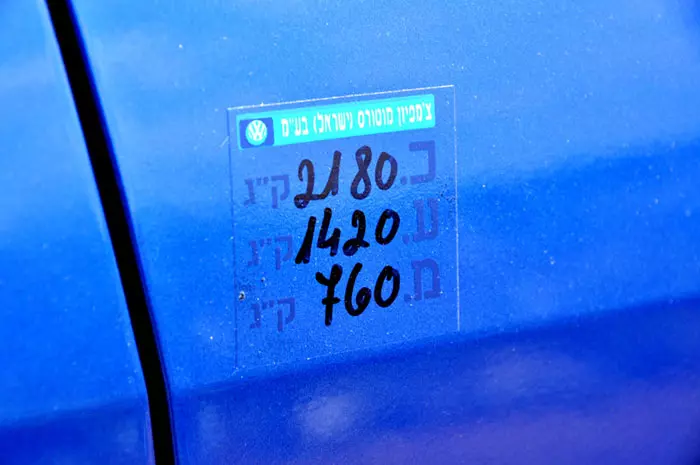 צ'מפיון מוטורס (ישראל) בע"מ
כ. 2180 ק"ג
ע. 1420 ק"ג
מ. 760 ק"ג